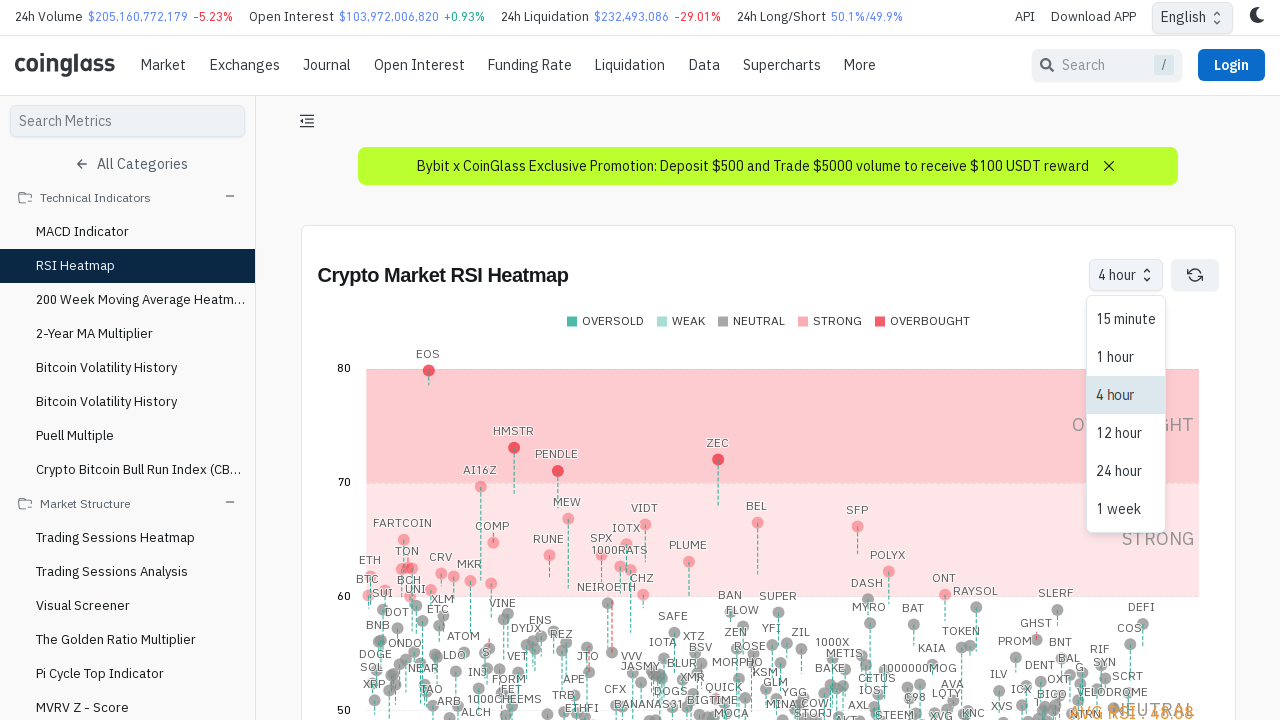 24h Volume $205,160,772,179 -5.23% Open Interest $103,972,006,820 +0.93% 24h Liquidation $232,493,086 -29.01% 24h Long/Short 50.1%/49.9% API Download APP English
coinglass Market Exchanges Journal Open Interest Funding Rate Liquidation Data Supercharts More Search / Login
Search Metrics
All Categories
Technical Indicators
MACD Indicator
RSI Heatmap
200 Week Moving Average Heatm...
2-Year MA Multiplier
Bitcoin Volatility History
Bitcoin Volatility History
Puell Multiple
Crypto Bitcoin Bull Run Index (CB...
Market Structure
Trading Sessions Heatmap
Trading Sessions Analysis
Visual Screener
The Golden Ratio Multiplier
Pi Cycle Top Indicator
MVRV Z - Score
Bybit x CoinGlass Exclusive Promotion: Deposit $500 and Trade $5000 volume to receive $100 USDT reward
Crypto Market RSI Heatmap
4 hour
15 minute
1 hour
4 hour
12 hour
24 hour
1 week
OVERSOLD WEAK NEUTRAL STRONG OVERBOUGHT
EOS
80
HMSTR
ZEC
PENDLE
AI16Z
70
MEW
VIDT BEL SFP
FARTCOIN COMP IOTX
RUNE SPX
1000RATS PLUME
STRONG
TON
ETH CRV MKR POLYX
BTC BCH CHZ ONT
SUI UNI NEIROETH DASH RAYSOL
60
XLM VINE BAN SUPER SLERF
DOT ETC SAFE FLOW MYRO BAT DEFI
BNB DYDX ENS GHST COS
ATOM REZ XTZ ZEN YFI ZIL TOKEN
ONDO IOTA BSV ROSE 1000X KAIA PROM BNT
DOGE LDO S VET JTO VVV BLUR MORPHO METIS RIF
SOL NEAR INJ JASMY KSM BAKE 1000000MOG DENT BAL SYN
XRP FORM APE XMR GLM CETUS ILV OXT G SCRT
TAO FET TRB CFX DOGS QUICK YGG IOST AVA ICX BICO VELODROME
ARB 1000CHEEMS BANANAS31 BIGTIME MINA COW AXL C98 LQTY XVS
50
ALCH ETHFI MOCA STORJ STEEM XVG KNC NTRN NEUTRAL
AVG RSI : 48.68